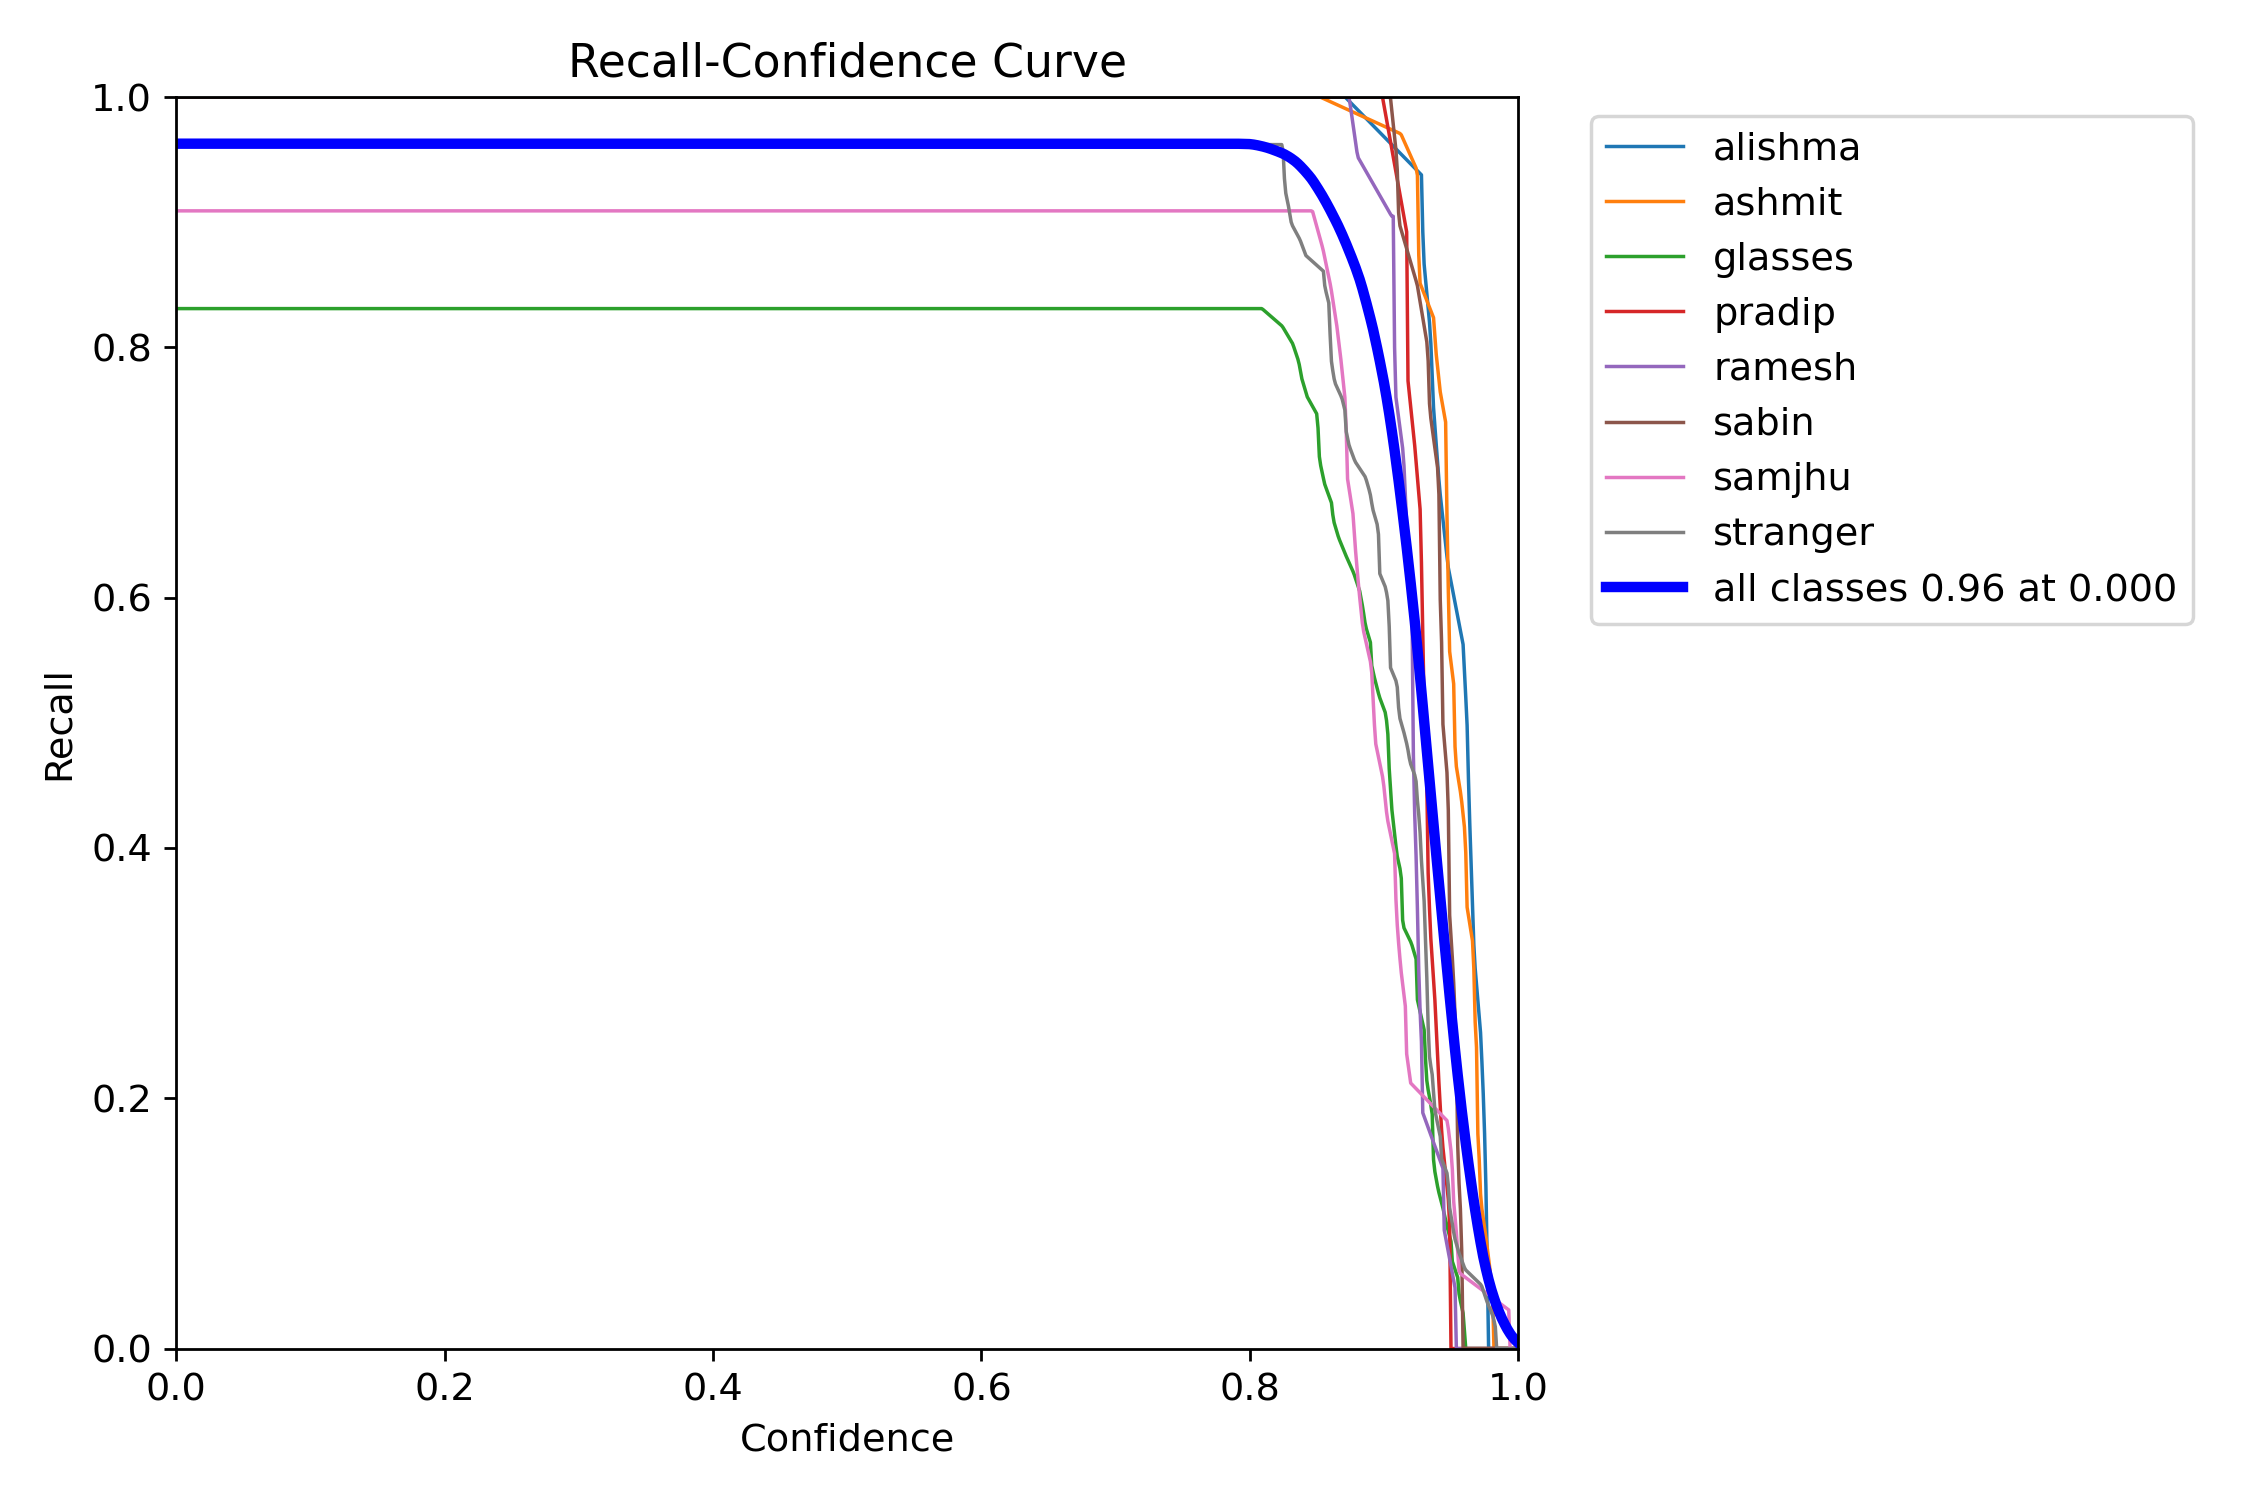 Recall-Confidence Curve
1.0
0.8
0.6
0.4
0.2
0.0
Recall
0.0 0.2 0.4 0.6 0.8 1.0
Confidence
alishma
ashmit
glasses
pradip
ramesh
sabin
samjhu
stranger
all classes 0.96 at 0.000